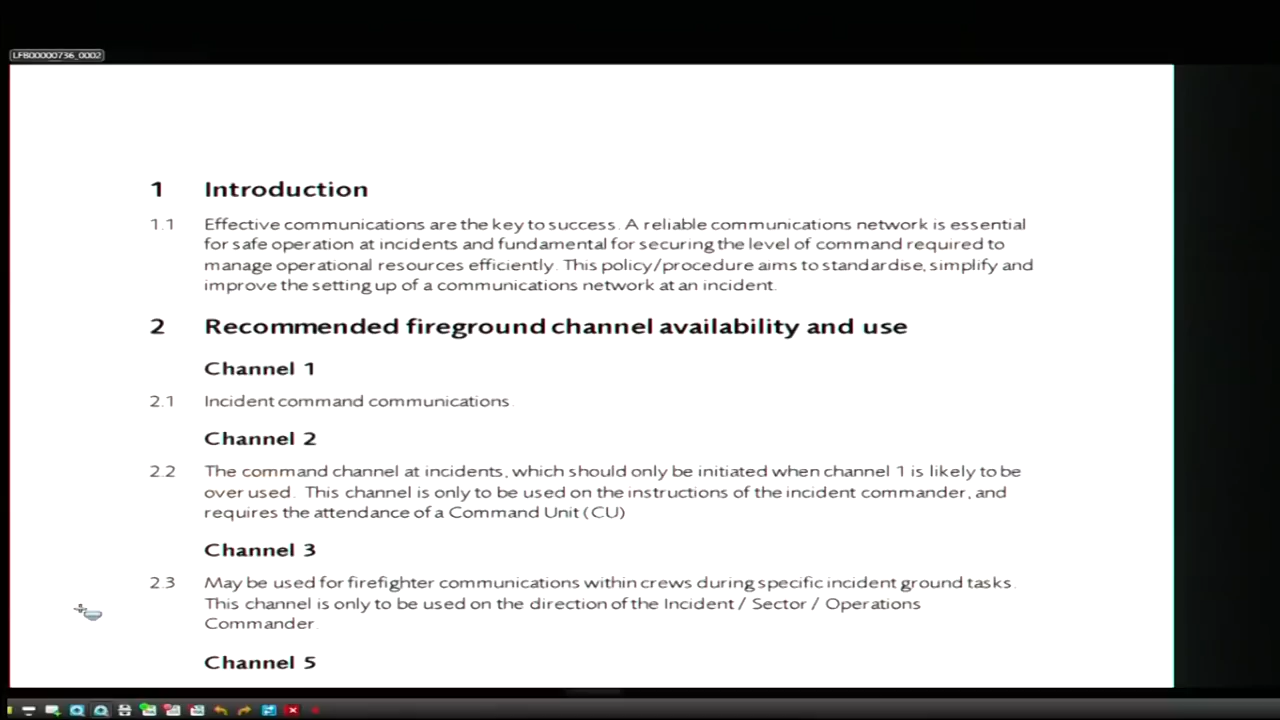 LFB00000736_0002
1 Introduction
1.1 Effective communications are the key to success. A reliable communications network is essential
for safe operation at incidents and fundamental for securing the level of command required to
manage operational resources efficiently. This policy/procedure aims to standardise, simplify and
improve the setting up of a communications network at an incident.
2 Recommended fireground channel availability and use
Channel 1
2.1 Incident command communications.
Channel 2
2.2 The command channel at incidents, which should only be initiated when channel 1 is likely to be
over used. This channel is only to be used on the instructions of the incident commander, and
requires the attendance of a Command Unit (CU)
Channel 3
2.3 May be used for firefighter communications within crews during specific incident ground tasks.
This channel is only to be used on the direction of the Incident / Sector / Operations
Commander.
Channel 5